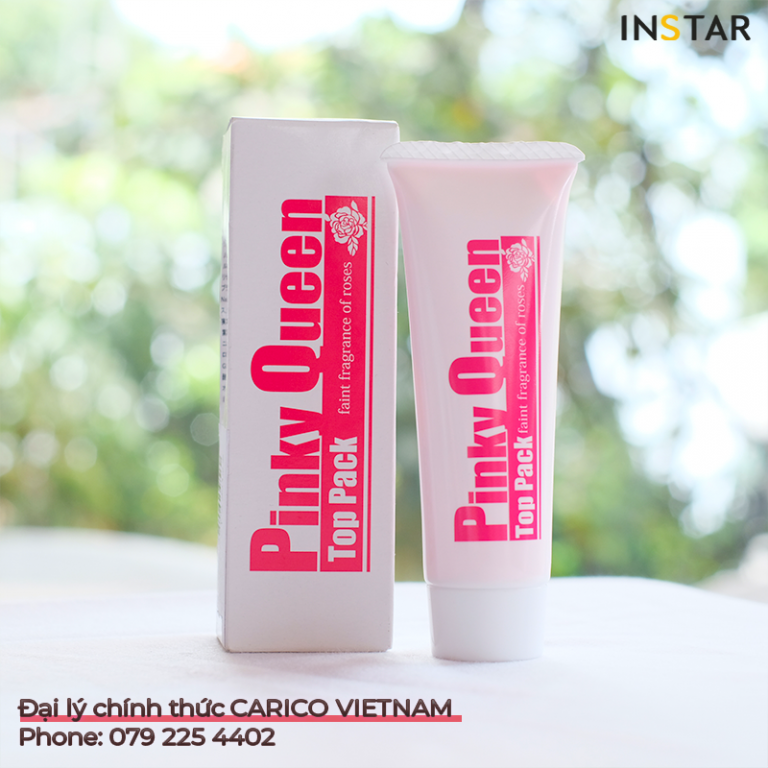 INSTAR
Pinky Queen
Top Pack
faint fragrance of roses
Pinky Queen
Top Pack
faint fragrance of roses
Đại lý chính thức CARICO VIETNAM
Phone: 079 225 4402